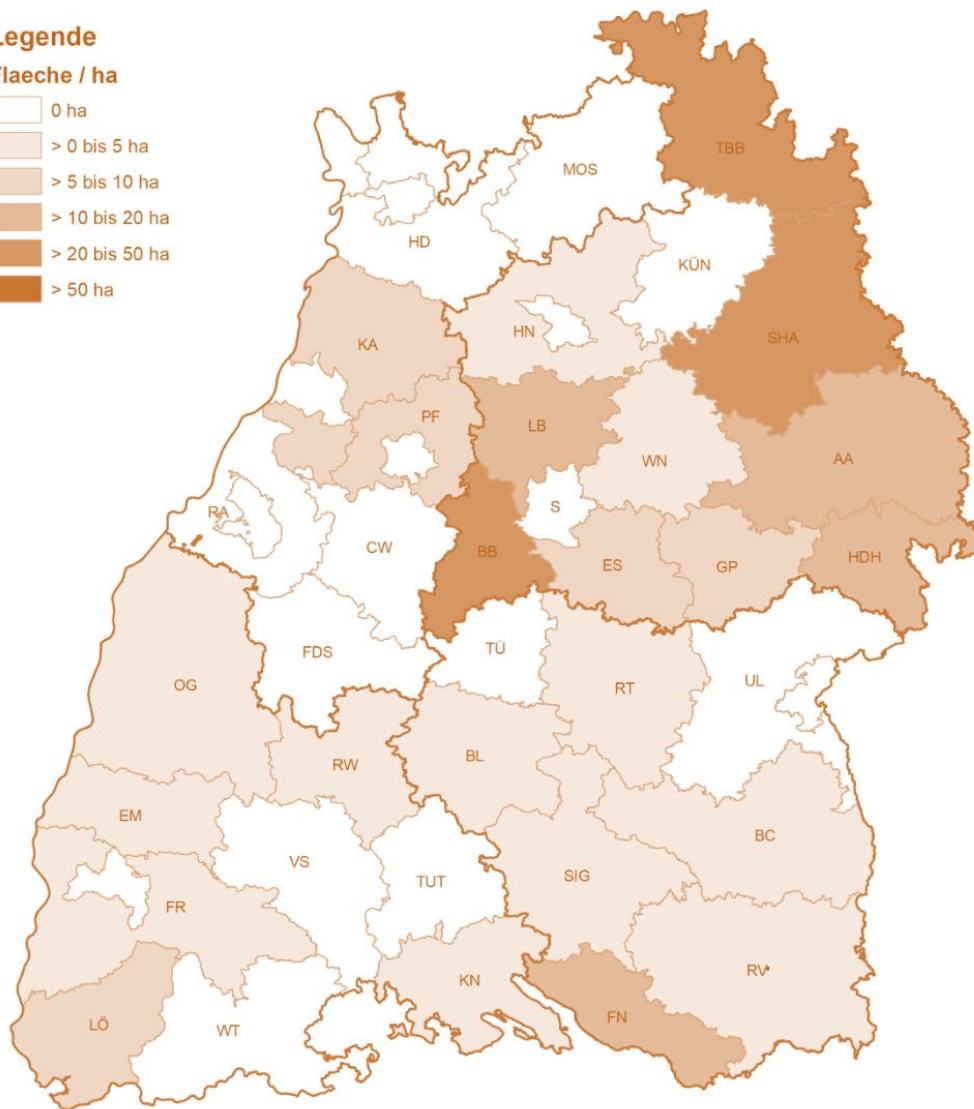 Legende
Flaeche / ha
0 ha
> 0 bis 5 ha
> 5 bis 10 ha
> 10 bis 20 ha
> 20 bis 50 ha
> 50 ha
TBB
MOS
HD
KÜN
HN
SHA
KA
PF
LB
WN
AA
S
RA
CW
BB
ES
GP
HDH
FDS
TÜ
UL
OG
RT
RW
BL
EM
BC
VS
TUT
SIG
FR
KN
RV
LÖ
WT
FN